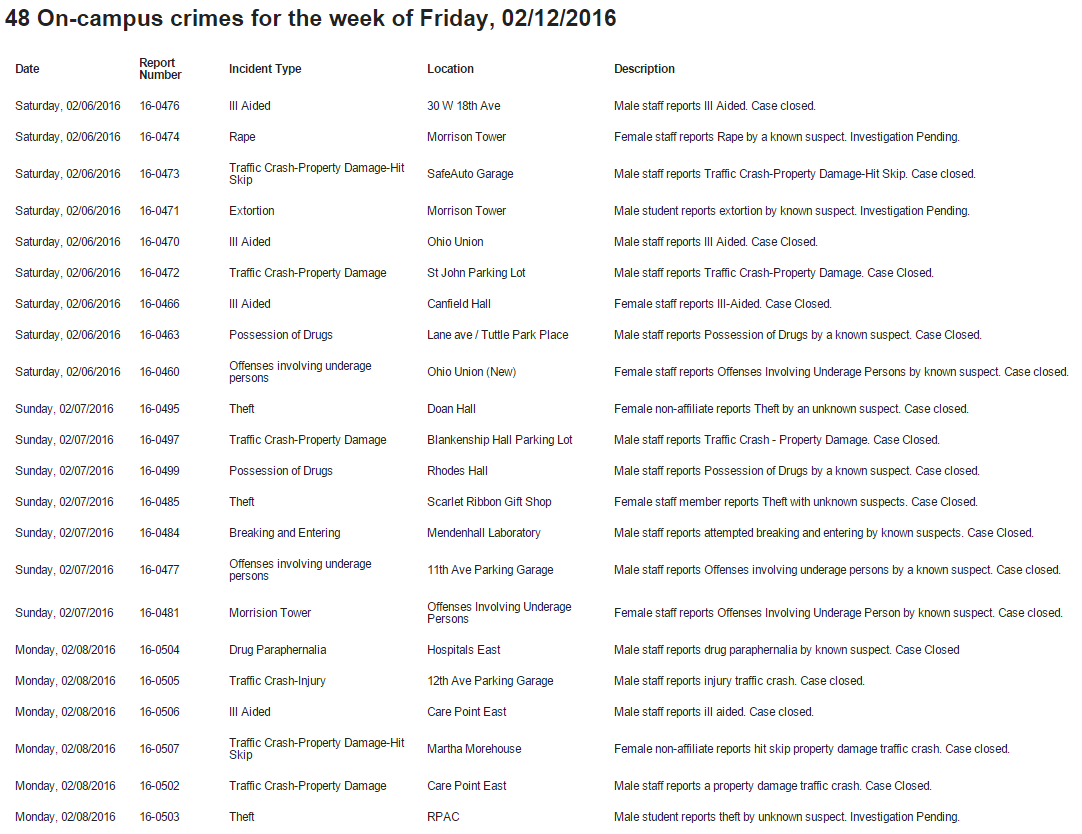 48 On-campus crimes for the week of Friday, 02/12/2016
Date Report Number Incident Type Location Description
Saturday, 02/06/2016 16-0476 Ill Aided 30 W 18th Ave Male staff reports Ill Aided. Case closed.
Saturday, 02/06/2016 16-0474 Rape Morrison Tower Female staff reports Rape by a known suspect. Investigation Pending.
Saturday, 02/06/2016 16-0473 Traffic Crash-Property Damage-Hit Skip SafeAuto Garage Male staff reports Traffic Crash-Property Damage-Hit Skip. Case closed.
Saturday, 02/06/2016 16-0471 Extortion Morrison Tower Male student reports extortion by known suspect. Investigation Pending.
Saturday, 02/06/2016 16-0470 Ill Aided Ohio Union Male staff reports Ill Aided. Case Closed.
Saturday, 02/06/2016 16-0472 Traffic Crash-Property Damage St John Parking Lot Male staff reports Traffic Crash-Property Damage. Case Closed.
Saturday, 02/06/2016 16-0466 Ill Aided Canfield Hall Female staff reports Ill-Aided. Case Closed.
Saturday, 02/06/2016 16-0463 Possession of Drugs Lane ave / Tuttle Park Place Male staff reports Possession of Drugs by a known suspect. Case Closed.
Saturday, 02/06/2016 16-0460 Offenses involving underage persons Ohio Union (New) Female staff reports Offenses Involving Underage Persons by known suspect. Case closed.
Sunday, 02/07/2016 16-0495 Theft Doan Hall Female non-affiliate reports Theft by an unknown suspect. Case closed.
Sunday, 02/07/2016 16-0497 Traffic Crash-Property Damage Blankenship Hall Parking Lot Male staff reports Traffic Crash - Property Damage. Case Closed.
Sunday, 02/07/2016 16-0499 Possession of Drugs Rhodes Hall Male staff reports Possession of Drugs by a known suspect. Case closed.
Sunday, 02/07/2016 16-0485 Theft Scarlet Ribbon Gift Shop Female staff member reports Theft with unknown suspects. Case Closed.
Sunday, 02/07/2016 16-0484 Breaking and Entering Mendenhall Laboratory Male staff reports attempted breaking and entering by known suspects. Case Closed.
Sunday, 02/07/2016 16-0477 Offenses involving underage persons 11th Ave Parking Garage Male staff reports Offenses involving underage persons by a known suspect. Case closed.
Sunday, 02/07/2016 16-0481 Morrision Tower Offenses Involving Underage Persons Female staff reports Offenses Involving Underage Person by known suspect. Case closed.
Monday, 02/08/2016 16-0504 Drug Paraphernalia Hospitals East Male staff reports drug paraphernalia by known suspect. Case Closed
Monday, 02/08/2016 16-0505 Traffic Crash-Injury 12th Ave Parking Garage Male staff reports injury traffic crash. Case closed.
Monday, 02/08/2016 16-0506 Ill Aided Care Point East Male staff reports ill aided. Case closed.
Monday, 02/08/2016 16-0507 Traffic Crash-Property Damage-Hit Skip Martha Morehouse Female non-affiliate reports hit skip property damage traffic crash. Case closed.
Monday, 02/08/2016 16-0502 Traffic Crash-Property Damage Care Point East Male staff reports a property damage traffic crash. Case Closed.
Monday, 02/08/2016 16-0503 Theft RPAC Male student reports theft by unknown suspect. Investigation Pending.